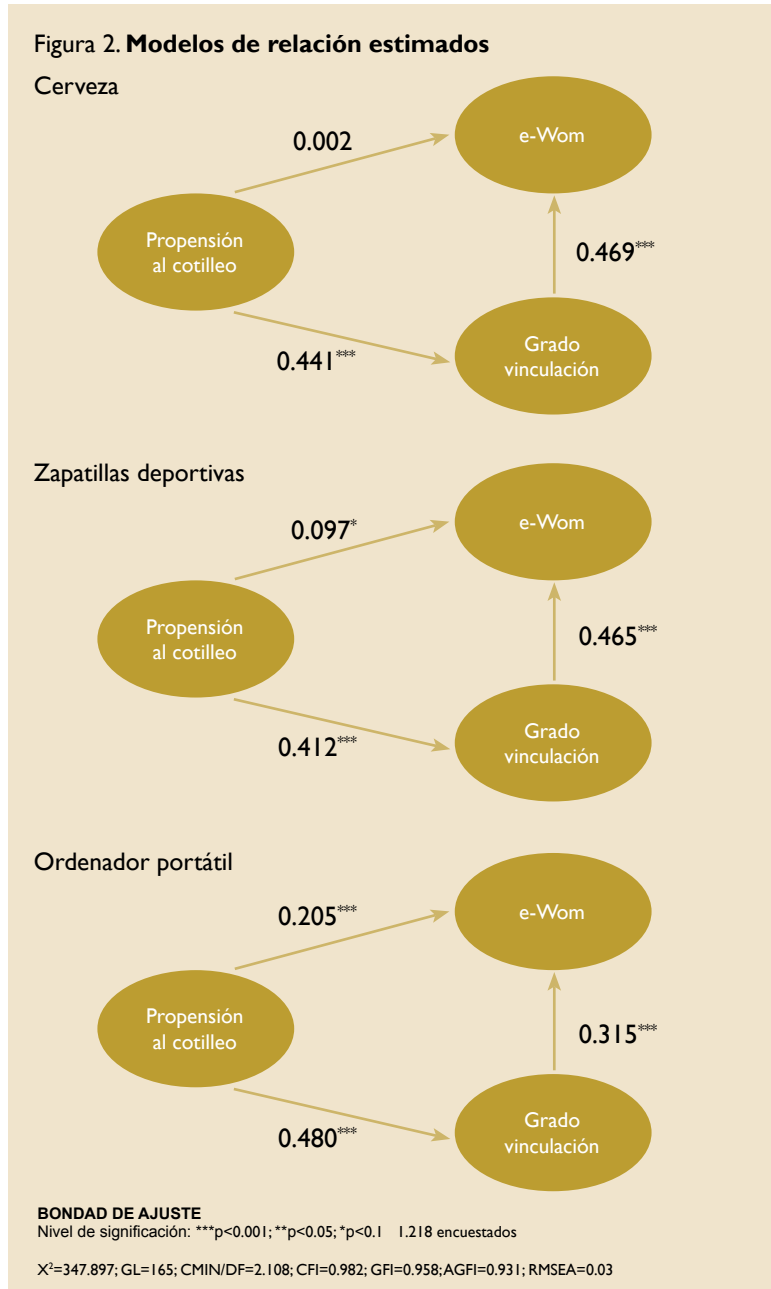 Figura 2. Modelos de relación estimados
Cerveza
e-Wom
0.002
Propensión
al cotilleo
0.469***
Grado
vinculación
0.441***
Zapatillas deportivas
e-Wom
0.097*
Propensión
al cotilleo
0.465***
Grado
vinculación
0.412***
Ordenador portátil
e-Wom
0.205***
Propensión
al cotilleo
0.315***
Grado
vinculación
0.480***
BONDAD DE AJUSTE
Nivel de significación: ***p<0.001; **p<0.05; *p<0.1 1.218 encuestados
X²=347.897; GL=165; CMIN/DF=2.108; CFI=0.982; GFI=0.958; AGFI=0.931; RMSEA=0.03